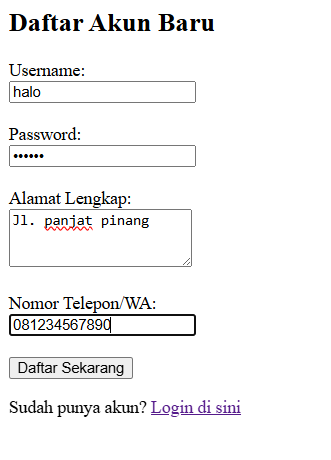 Daftar Akun Baru
Username:
halo
Password:
••••••
Alamat Lengkap:
Jl. panjat pinang
Nomor Telepon/WA:
081234567890
Daftar Sekarang
Sudah punya akun? Login di sini